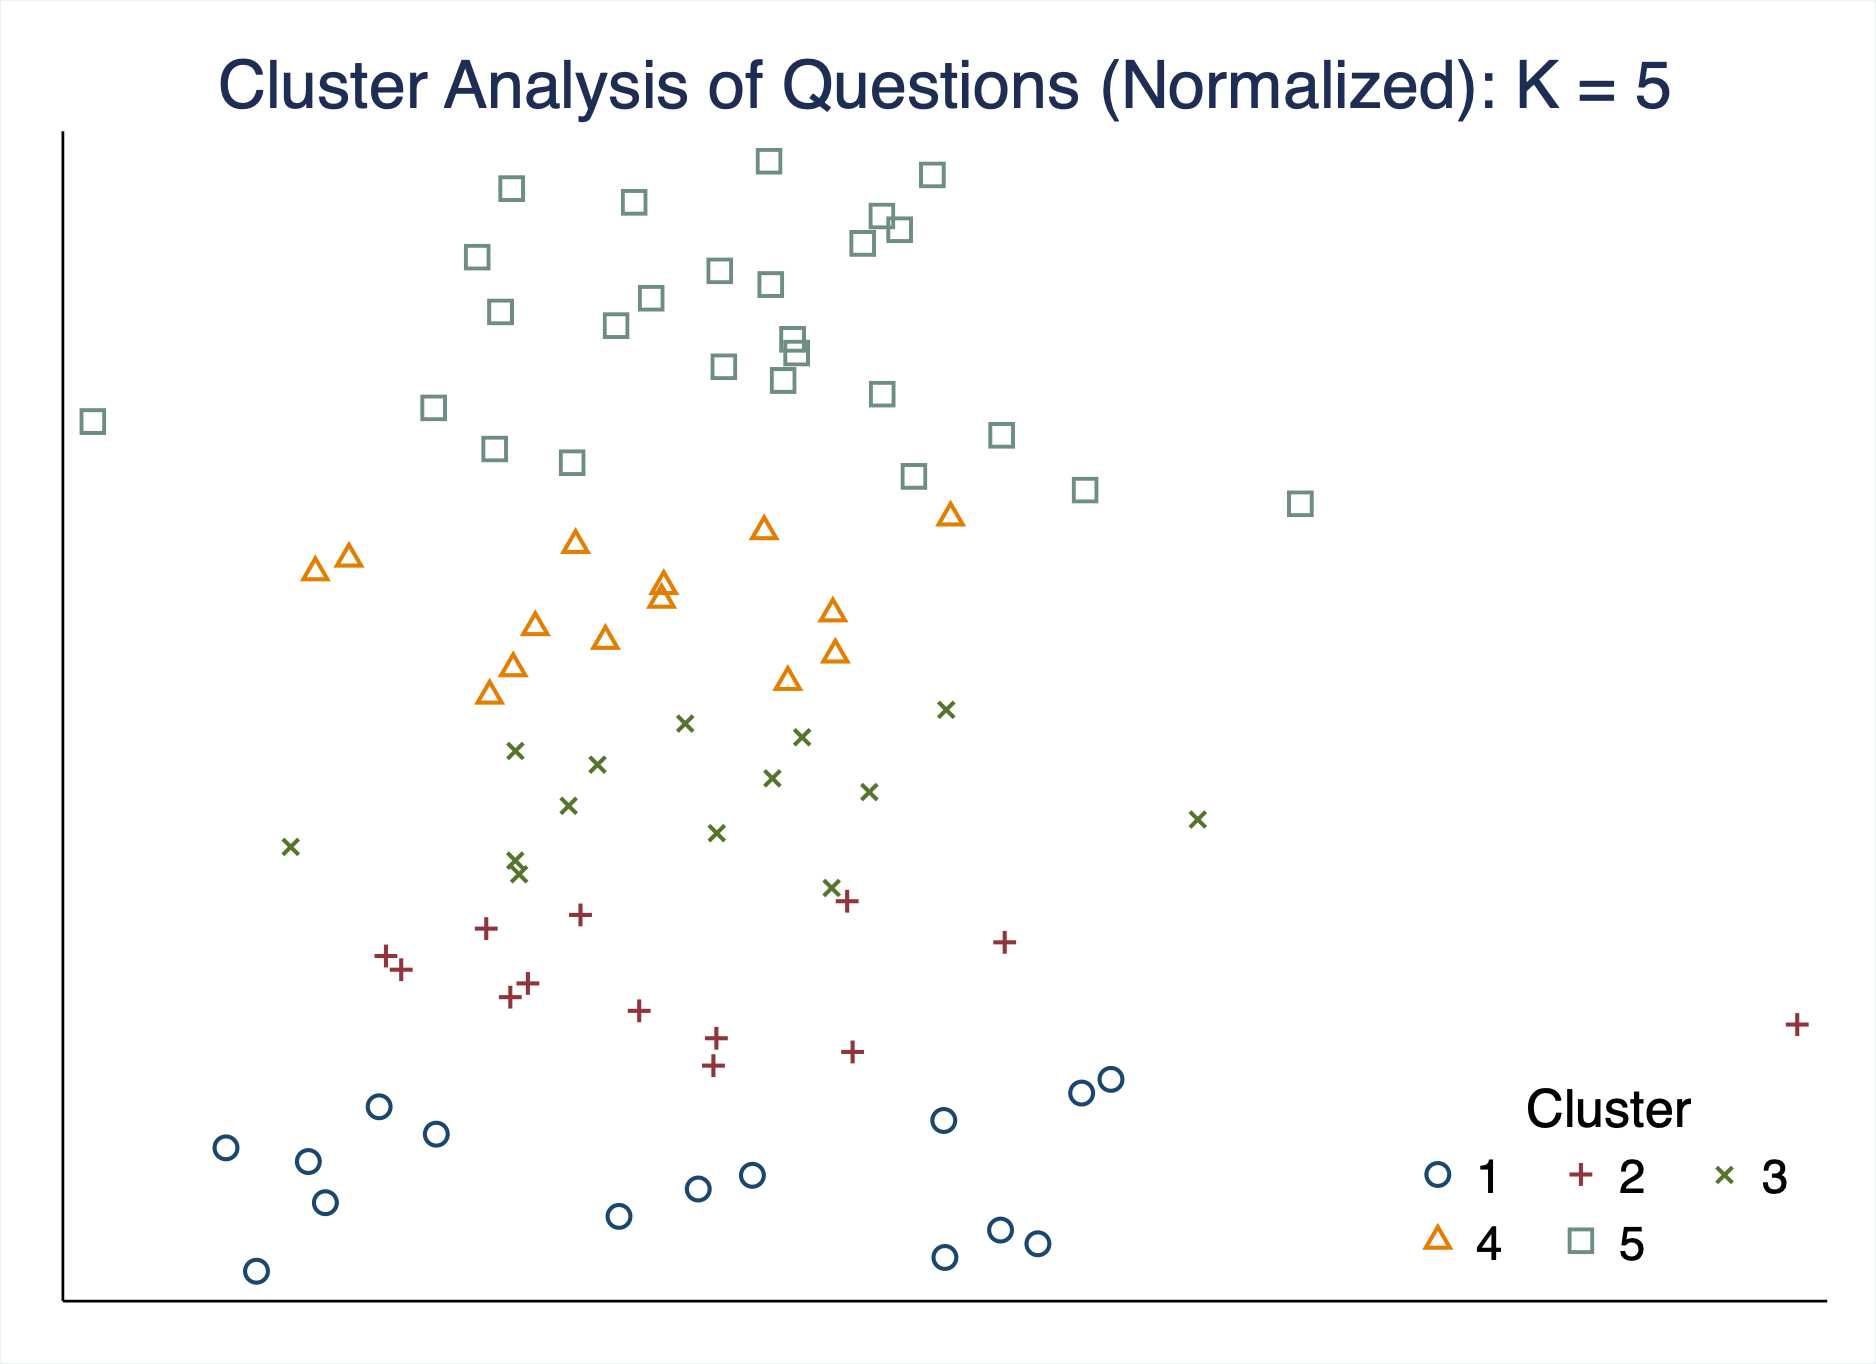 Cluster Analysis of Questions (Normalized): K = 5
Cluster
1 2 3
4 5